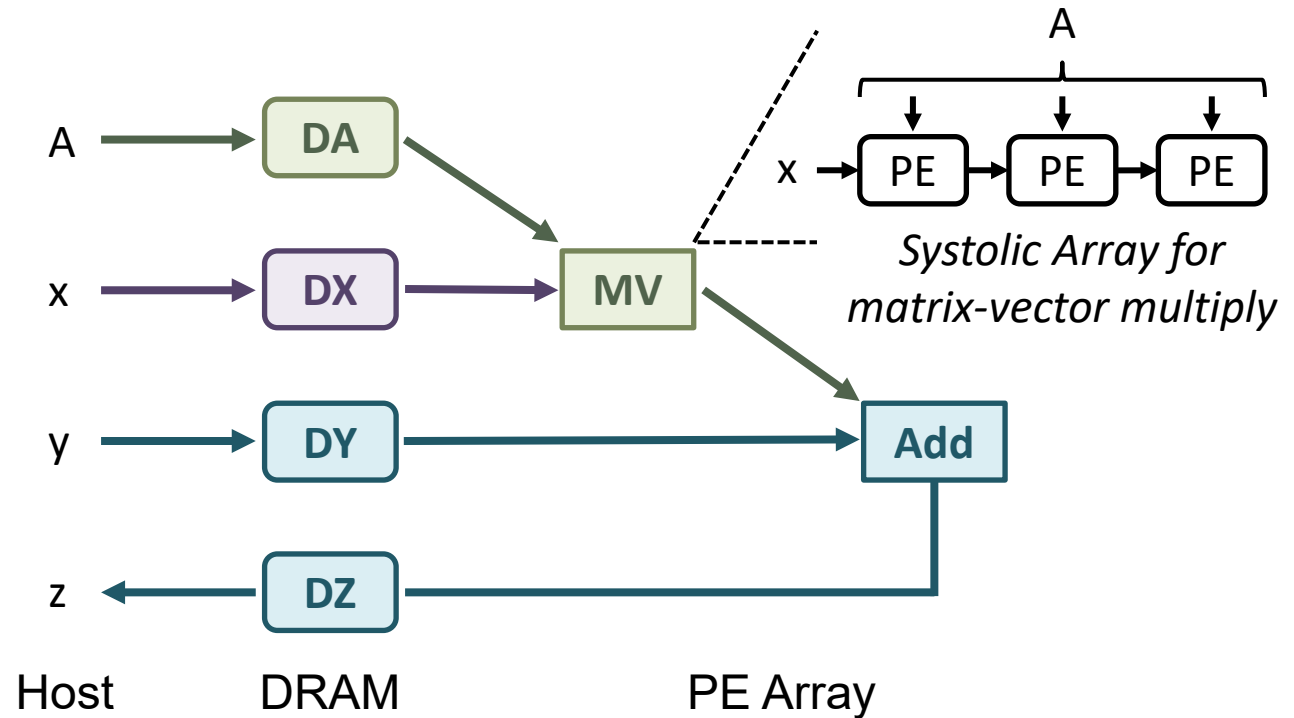 A
A
DA
x
PE
PE
PE
x
DX
MV
Systolic Array for
matrix-vector multiply
y
DY
Add
z
DZ
Host
DRAM
PE Array